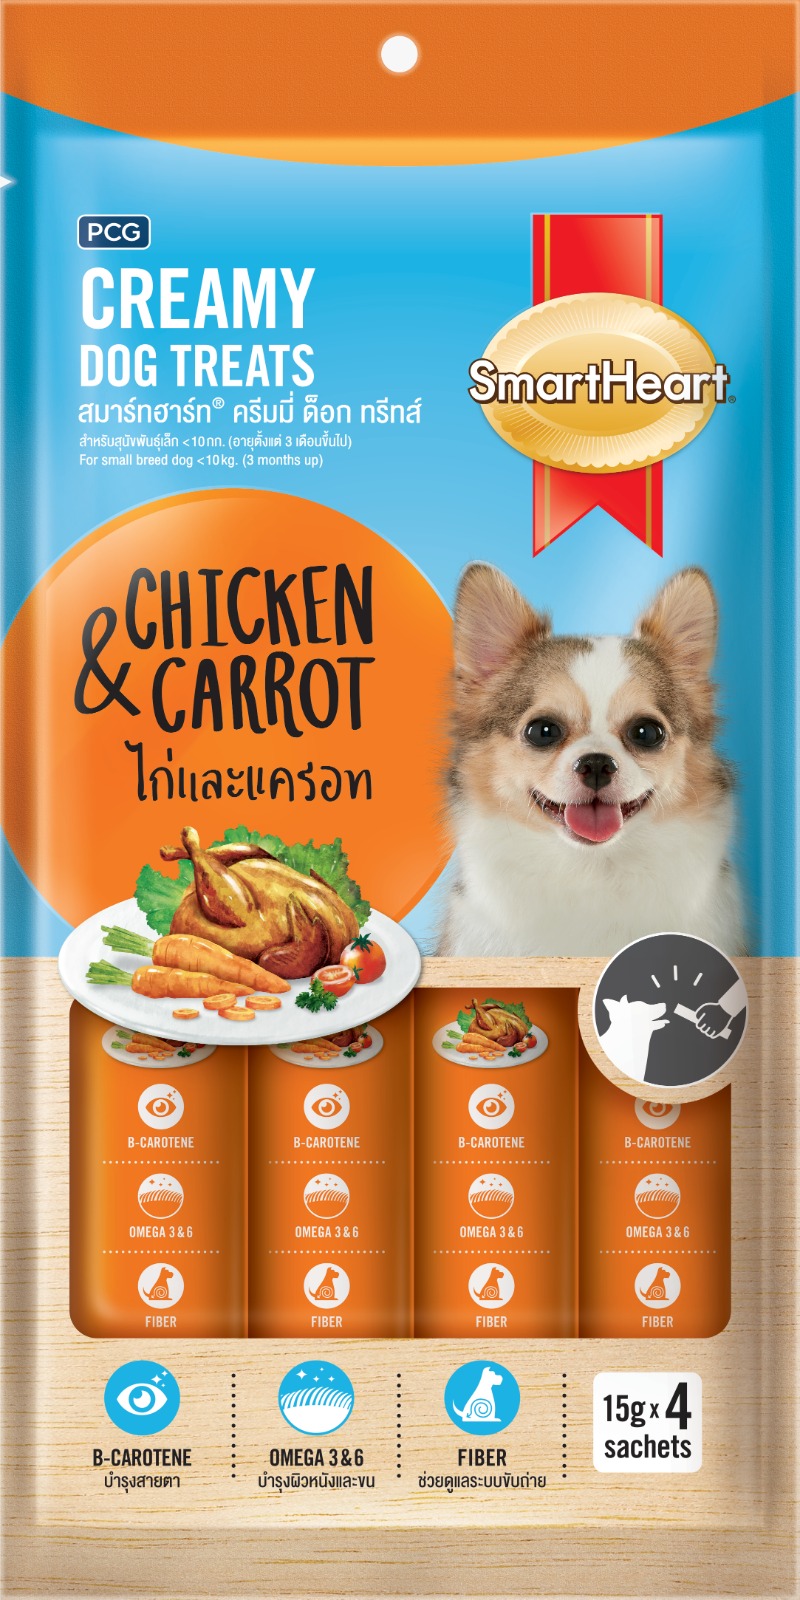 PCG
CREAMY
DOG TREATS
สมาร์ทฮาร์ท® ครีมมี่ ด็อก ทรีทส์
สำหรับสุนัขพันธุ์เล็ก <10กก. (อายุตั้งแต่ 3 เดือนขึ้นไป)
For small breed dog <10kg. (3 months up)
SmartHeart®
CHICKEN
& CARROT
ไก่และแครอท
B-CAROTENE
OMEGA 3 & 6
FIBER
B-CAROTENE
OMEGA 3 & 6
FIBER
B-CAROTENE
OMEGA 3 & 6
FIBER
B-CAROTENE
OMEGA 3 & 6
FIBER
B-CAROTENE
บำรุงสายตา
OMEGA 3 & 6
บำรุงผิวหนังและขน
FIBER
ช่วยดูแลระบบขับถ่าย
15g x 4
sachets